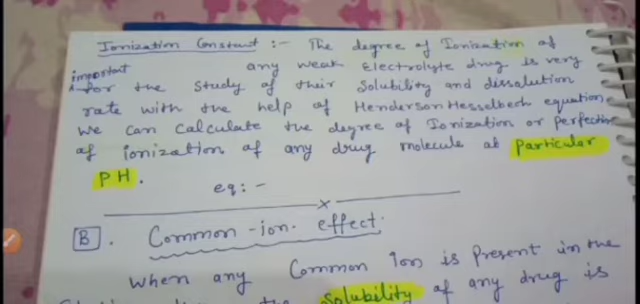 Ionization Constant :- The degree of Ionization of
important any weak Electrolyte drug is very
for the study of their Solubility and dissolution
rate with the help of Henderson Hesselbech equation
We can Calculate the degree of Ionization or perfection
of ionization of any drug molecule at particular
PH. eq:-
x
B. Common-ion effect.
When any Common Ion is Present in the
the Solubility of any drug is